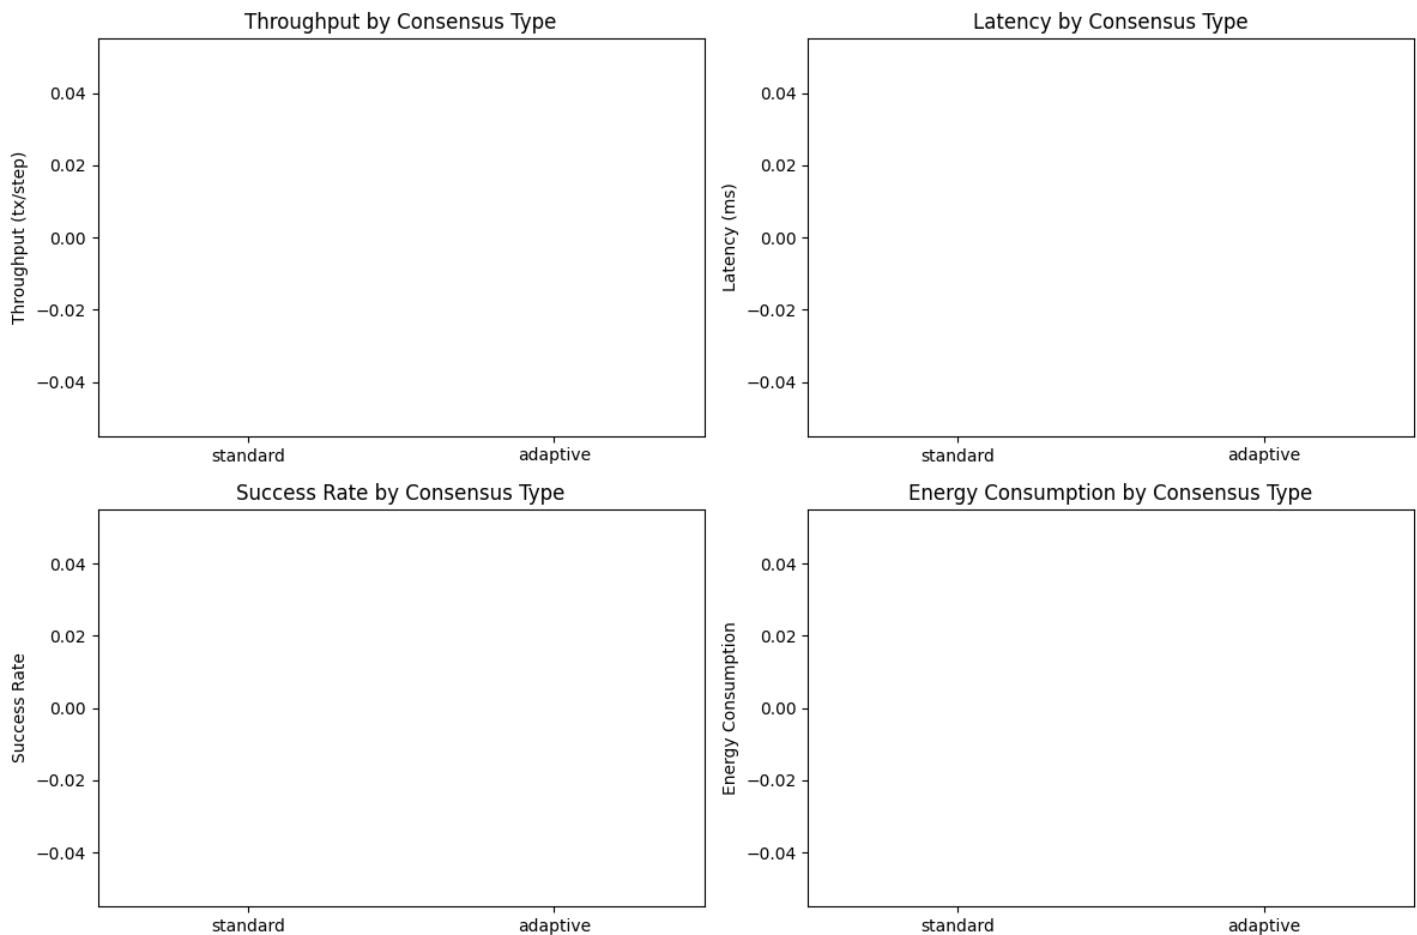 Throughput by Consensus Type
Throughput (tx/step)
0.04
0.02
0.00
−0.02
−0.04
standard adaptive
Latency by Consensus Type
Latency (ms)
0.04
0.02
0.00
−0.02
−0.04
standard adaptive
Success Rate by Consensus Type
Success Rate
0.04
0.02
0.00
−0.02
−0.04
standard adaptive
Energy Consumption by Consensus Type
Energy Consumption
0.04
0.02
0.00
−0.02
−0.04
standard adaptive